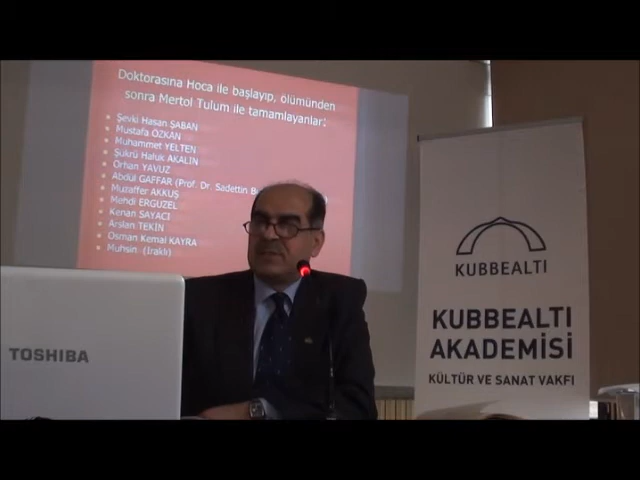 Doktorasına Hoca ile başlayıp, ölümünden
sonra Mertol Tulum ile tamamlayanlar:
Şevki Hasan ŞABAN
Mustafa ÖZKAN
Muhammet YELTEN
Şükrü Haluk AKALIN
Orhan YAVUZ
Abdül GAFFAR (Prof. Dr. Sadettin
Muzaffer AKKUŞ
Mehdi ERGÜZEL
Kenan SAYACI
Arslan TEKİN
Osman Kemal KAYRA
Muhsin (Iraklı)
TOSHIBA
KUBBEALTI
KUBBEALTI
AKADEMİSİ
KÜLTÜR VE SANAT VAKFI